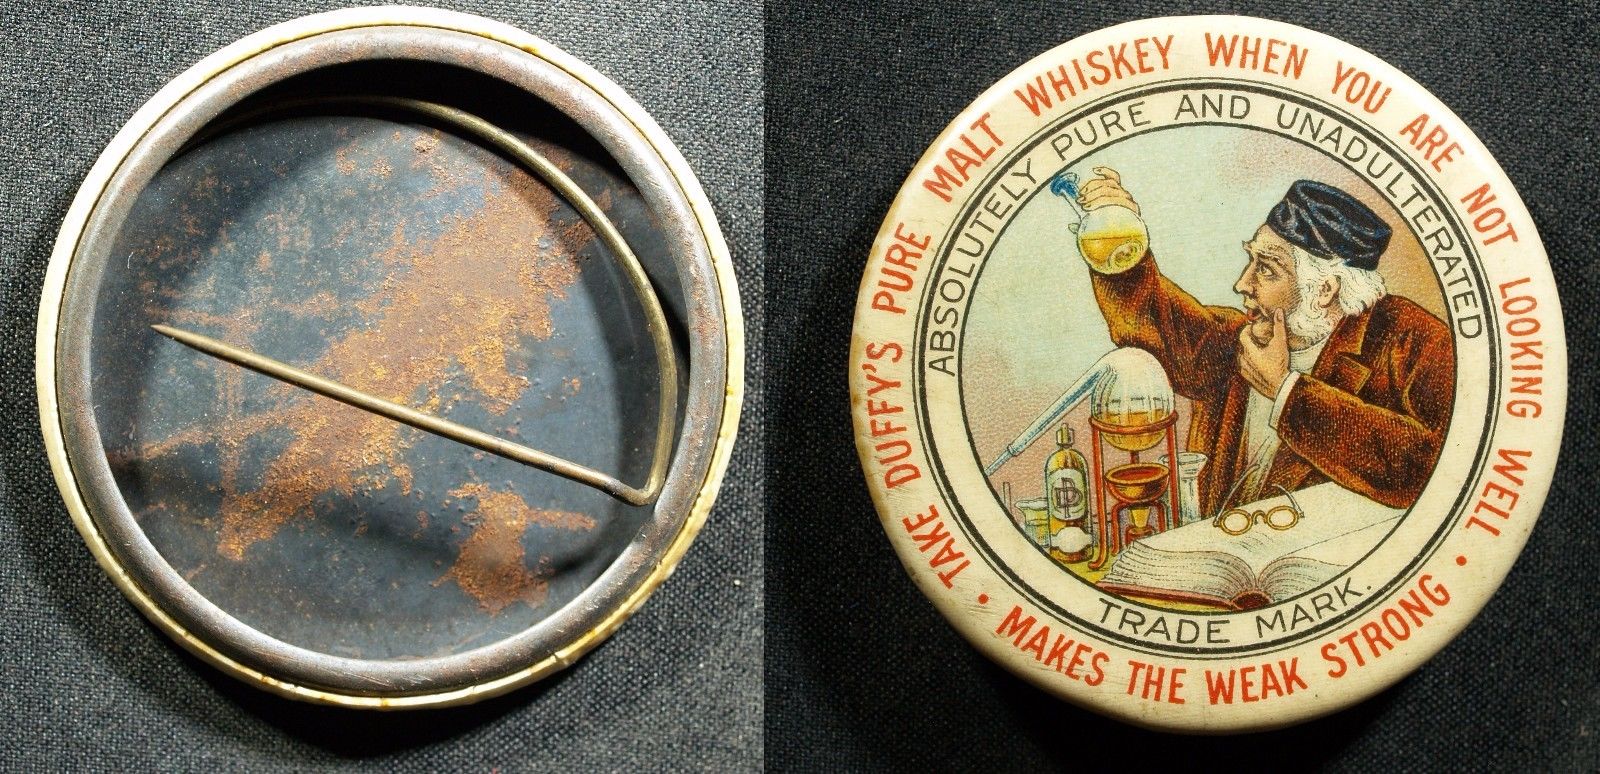 TAKE DUFFY'S PURE MALT WHISKEY WHEN YOU ARE NOT LOOKING WELL •
MAKES THE WEAK STRONG •
ABSOLUTELY PURE AND UNADULTERATED
TRADE MARK.